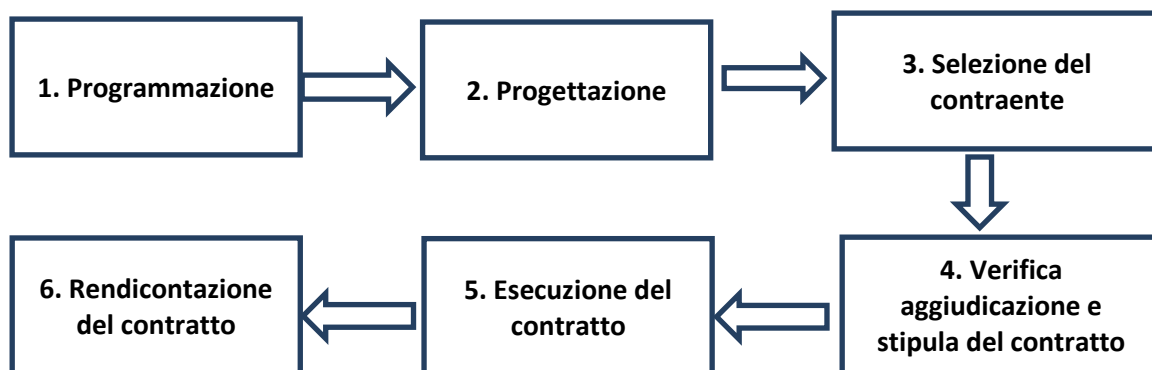 1. Programmazione
2. Progettazione
3. Selezione del
contraente
4. Verifica
aggiudicazione e
stipula del contratto
5. Esecuzione del
contratto
6. Rendicontazione
del contratto